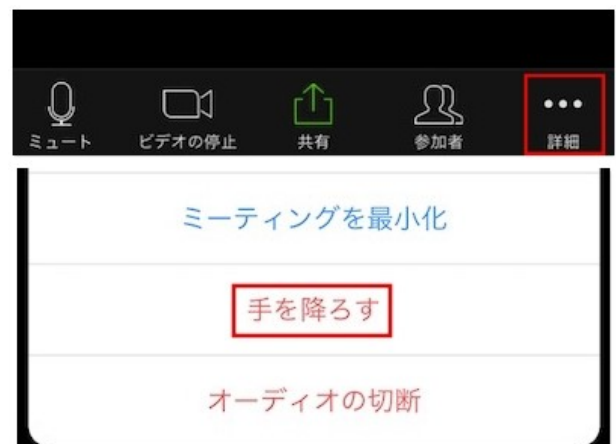 ミュート ビデオの停止 共有 参加者 詳細
ミーティングを最小化
手を降ろす
オーディオの切断